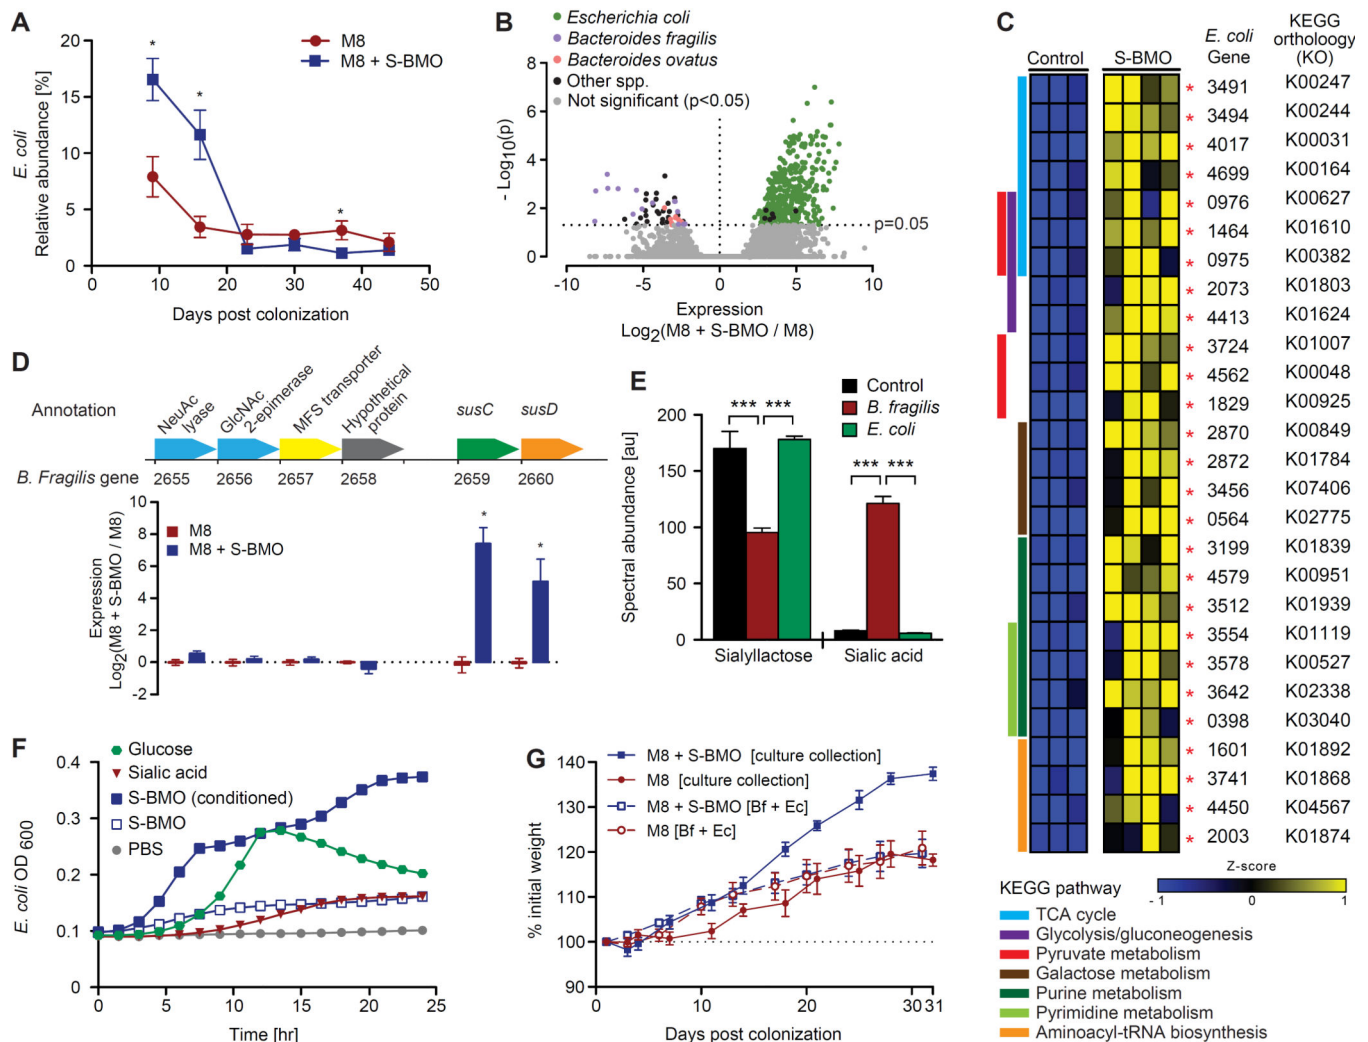 A
M8
M8 + S-BMO
E. coli
Relative abundance [%]
20
15
10
5
0
* * *
0 10 20 30 40 50
Days post colonization
B
Escherichia coli
Bacteroides fragilis
Bacteroides ovatus
Other spp.
Not significant (p<0.05)
- Log10(p)
8
6
4
2
0
p=0.05
-10 -5 0 5 10
Expression
Log2(M8 + S-BMO / M8)
C
Control
S-BMO
E. coli
Gene
KEGG
orthology
(KO)
* 3491 K00247
* 3494 K00244
* 4017 K00031
* 4699 K00164
* 0976 K00627
* 1464 K01610
* 0975 K00382
* 2073 K01803
* 4413 K01624
* 3724 K01007
* 4562 K00048
* 1829 K00925
* 2870 K00849
* 2872 K01784
* 3456 K07406
* 0564 K02775
* 3199 K01839
* 4579 K00951
* 3512 K01939
* 3554 K01119
* 3578 K00527
* 3642 K02338
* 0398 K03040
* 1601 K01892
* 3741 K01868
* 4450 K04567
* 2003 K01874
Z-score
-1 0 1
KEGG pathway
TCA cycle
Glycolysis/gluconeogenesis
Pyruvate metabolism
Galactose metabolism
Purine metabolism
Pyrimidine metabolism
Aminoacyl-tRNA biosynthesis
D
Annotation
NeuAc
lyase
GlcNAc
2-epimerase
MFS transporter
Hypothetical
protein
susC
susD
B. Fragilis gene
2655 2656 2657 2658 2659 2660
M8
M8 + S-BMO
Expression
Log2(M8 + S-BMO / M8)
10
8
6
4
2
0
-2
* *
E
Control
B. fragilis
E. coli
Spectral abundance [au]
200
150
100
50
0
*** *** *** ***
Sialyllactose
Sialic acid
F
Glucose
Sialic acid
S-BMO (conditioned)
S-BMO
PBS
E. coli OD 600
0.4
0.3
0.2
0.1
0
0 5 10 15 20 25
Time [hr]
G
M8 + S-BMO [culture collection]
M8 [culture collection]
M8 + S-BMO [Bf + Ec]
M8 [Bf + Ec]
% initial weight
140
130
120
110
100
90
0 10 20 30 31
Days post colonization